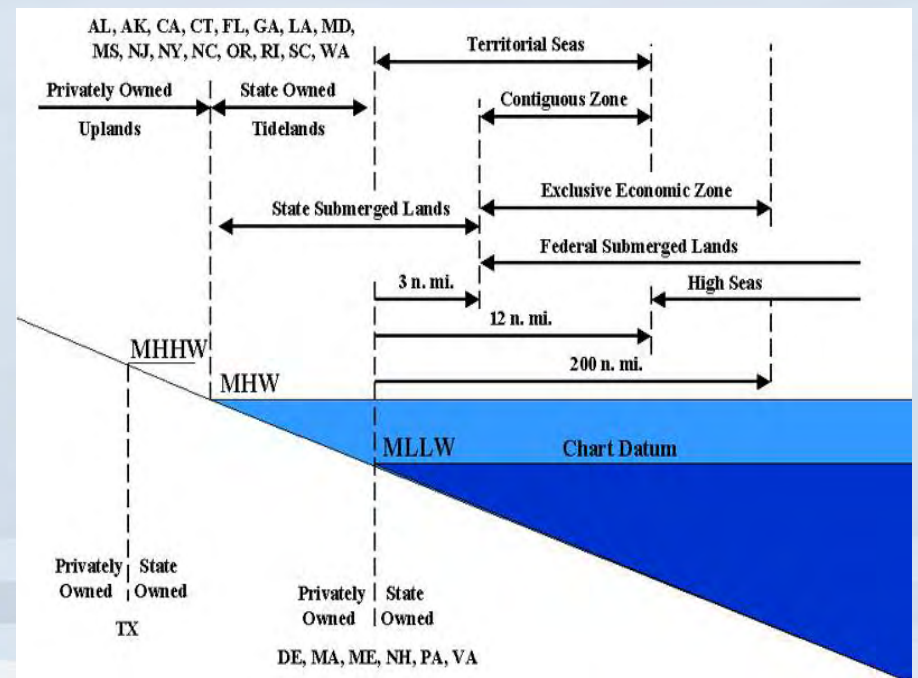 AL, AK, CA, CT, FL, GA, LA, MD,
MS, NJ, NY, NC, OR, RI, SC, WA
Territorial Seas
Privately Owned
State Owned
Contiguous Zone
Uplands
Tidelands
Exclusive Economic Zone
State Submerged Lands
Federal Submerged Lands
3 n. mi.
High Seas
12 n. mi.
MHHW
200 n. mi.
MHW
MLLW
Chart Datum
Privately State
Owned Owned
TX
Privately State
Owned Owned
DE, MA, ME, NH, PA, VA